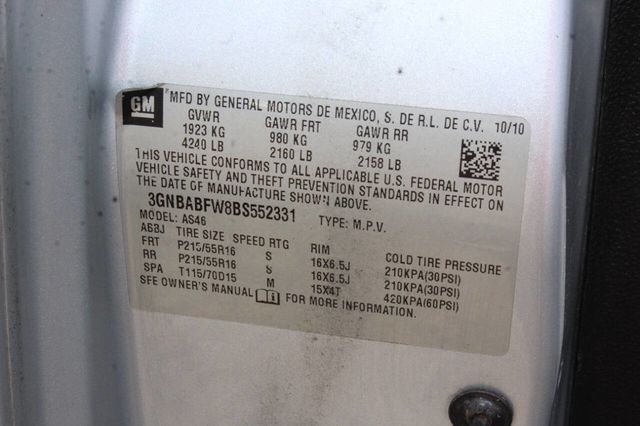 GM *MFD BY GENERAL MOTORS DE MEXICO, S. DE R.L. DE C.V. 10/10
GVWR GAWR FRT GAWR RR
1923 KG 980 KG 979 KG
4240 LB 2160 LB 2158 LB
THIS VEHICLE CONFORMS TO ALL APPLICABLE U.S. FEDERAL MOTOR
VEHICLE SAFETY AND THEFT PREVENTION STANDARDS IN EFFECT ON
THE DATE OF MANUFACTURE SHOWN ABOVE.
3GNBABFW8BS552331 TYPE: M.P.V.
MODEL: AS46
A6BJ TIRE SIZE SPEED RTG RIM COLD TIRE PRESSURE
FRT P215/55R16 S 16X6.5J 210KPA(30PSI)
RR P215/55R16 S 16X6.5J 210KPA(30PSI)
SPA T115/70D15 M 15X4T 420KPA(60PSI)
SEE OWNER'S MANUAL FOR MORE INFORMATION.